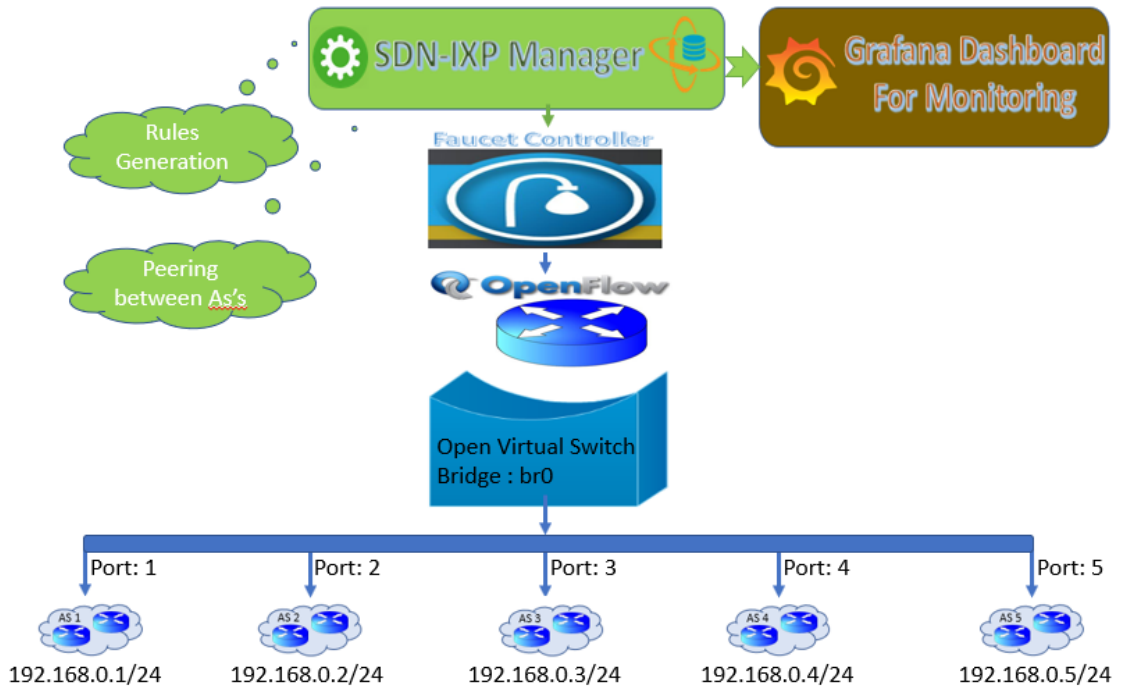 SDN-IXP Manager
Grafana Dashboard
For Monitoring
Rules
Generation
Faucet Controller
Peering
between As's
OpenFlow
Open Virtual Switch
Bridge : br0
Port: 1
Port: 2
Port: 3
Port: 4
Port: 5
AS 1
AS 2
AS 3
AS 4
AS 5
192.168.0.1/24
192.168.0.2/24
192.168.0.3/24
192.168.0.4/24
192.168.0.5/24